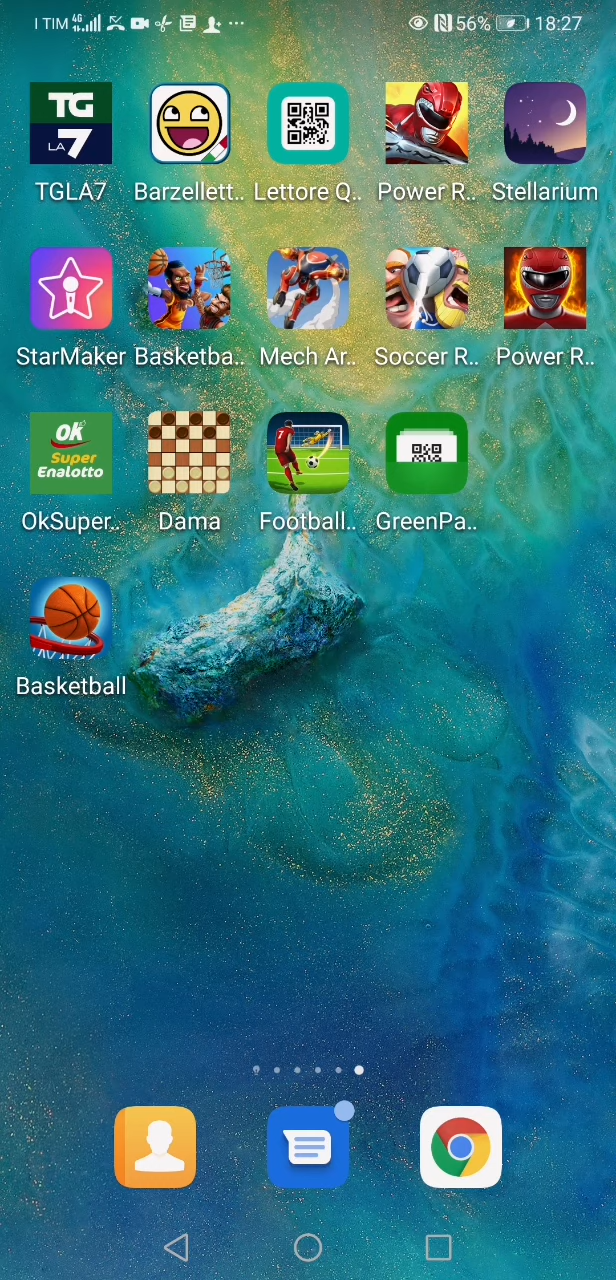 I TIM 4G 56% 18:27
TG
LA7
TGLA7 Barzellett.. Lettore Q.. Power R.. Stellarium
StarMaker Basketba.. Mech Ar.. Soccer R.. Power R..
Ok
Super
Enalotto
OkSuper.. Dama Football.. GreenPa..
Basketball